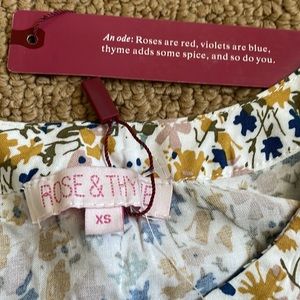 An ode: Roses are red, violets are blue,
thyme adds some spice, and so do you.
ROSE & THYME
XS